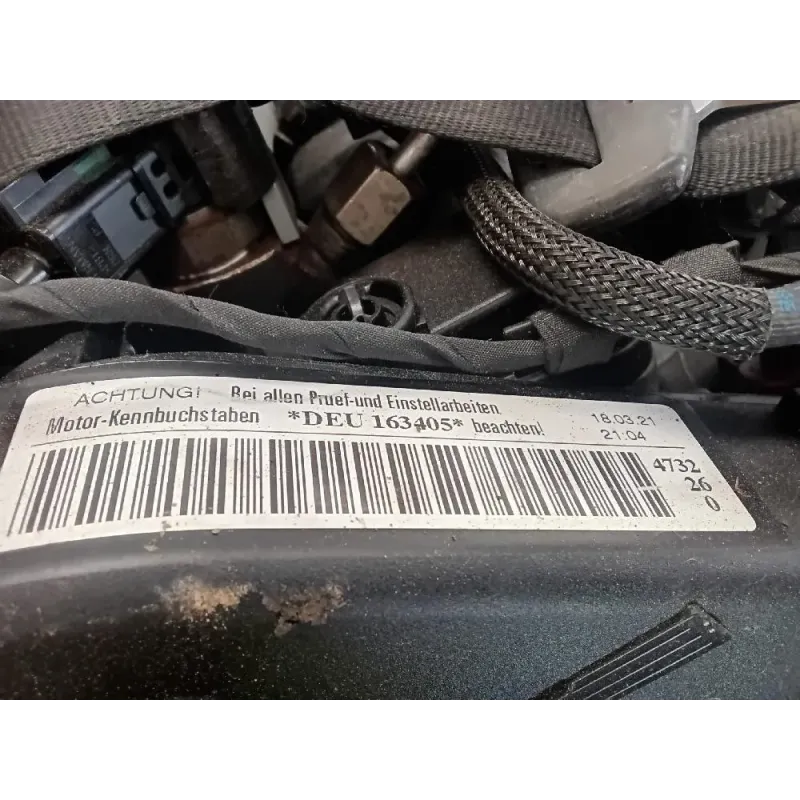 ACHTUNG! Bei allen Pruef-und Einstellarbeiten
Motor-Kennbuchstaben *DEU 163405* beachten!
18.03.21
21:04
4732
26
0